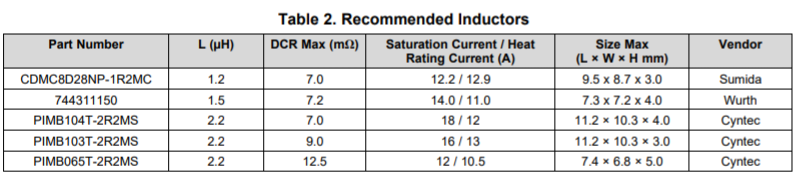 Table 2. Recommended Inductors
Part Number L (µH) DCR Max (mΩ) Saturation Current / Heat Rating Current (A) Size Max (L × W × H mm) Vendor
CDMC8D28NP-1R2MC 1.2 7.0 12.2 / 12.9 9.5 x 8.7 x 3.0 Sumida
744311150 1.5 7.2 14.0 / 11.0 7.3 x 7.2 x 4.0 Wurth
PIMB104T-2R2MS 2.2 7.0 18 / 12 11.2 × 10.3 × 4.0 Cyntec
PIMB103T-2R2MS 2.2 9.0 16 / 13 11.2 × 10.3 × 3.0 Cyntec
PIMB065T-2R2MS 2.2 12.5 12 / 10.5 7.4 × 6.8 × 5.0 Cyntec